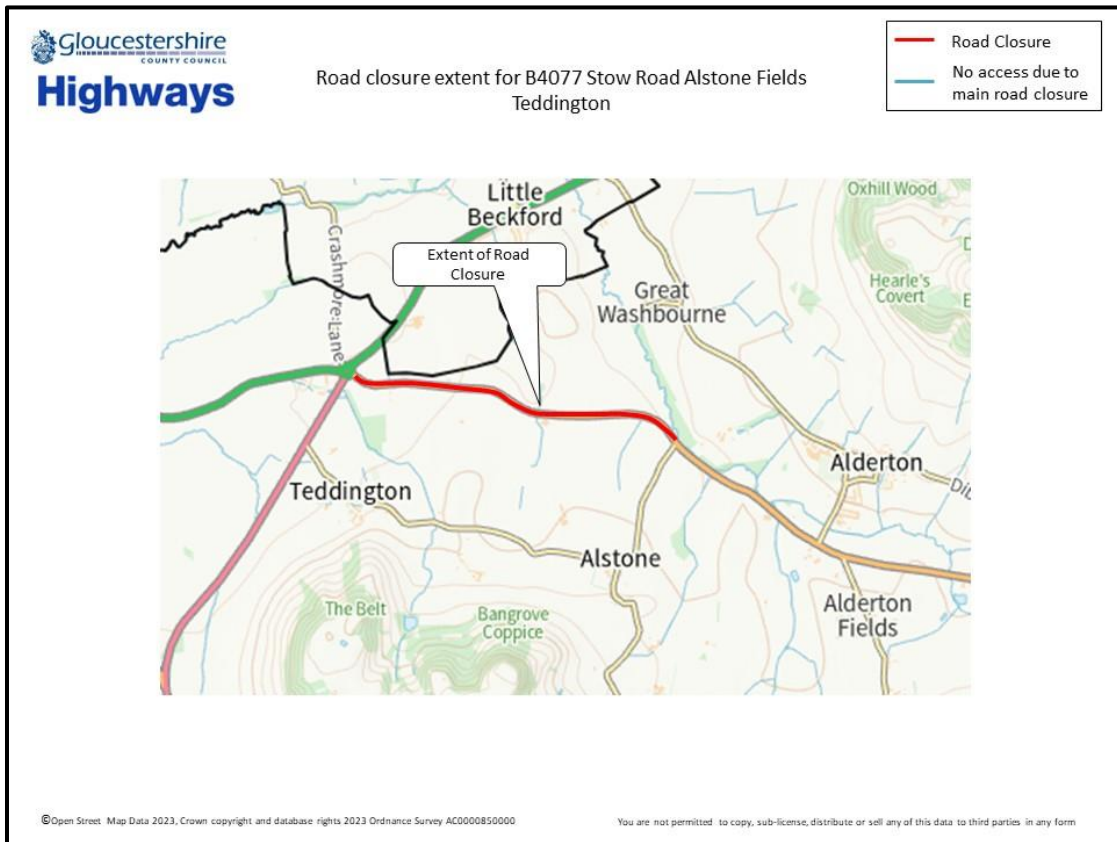 Gloucestershire
COUNTY COUNCIL
Highways
Road closure extent for B4077 Stow Road Alstone Fields
Teddington
Road Closure
No access due to
main road closure
Oxhill Wood
Little
Beckford
Crashmore Lane
Extent of Road
Closure
Hearle's
Covert
Great
Washbourne
Alderton
Teddington
Alstone
The Belt
Bangrove
Coppice
Alderton
Fields
©Open Street Map Data 2023, Crown copyright and database rights 2023 Ordnance Survey AC0000850000
You are not permitted to copy, sub-license, distribute or sell any of this data to third parties in any form